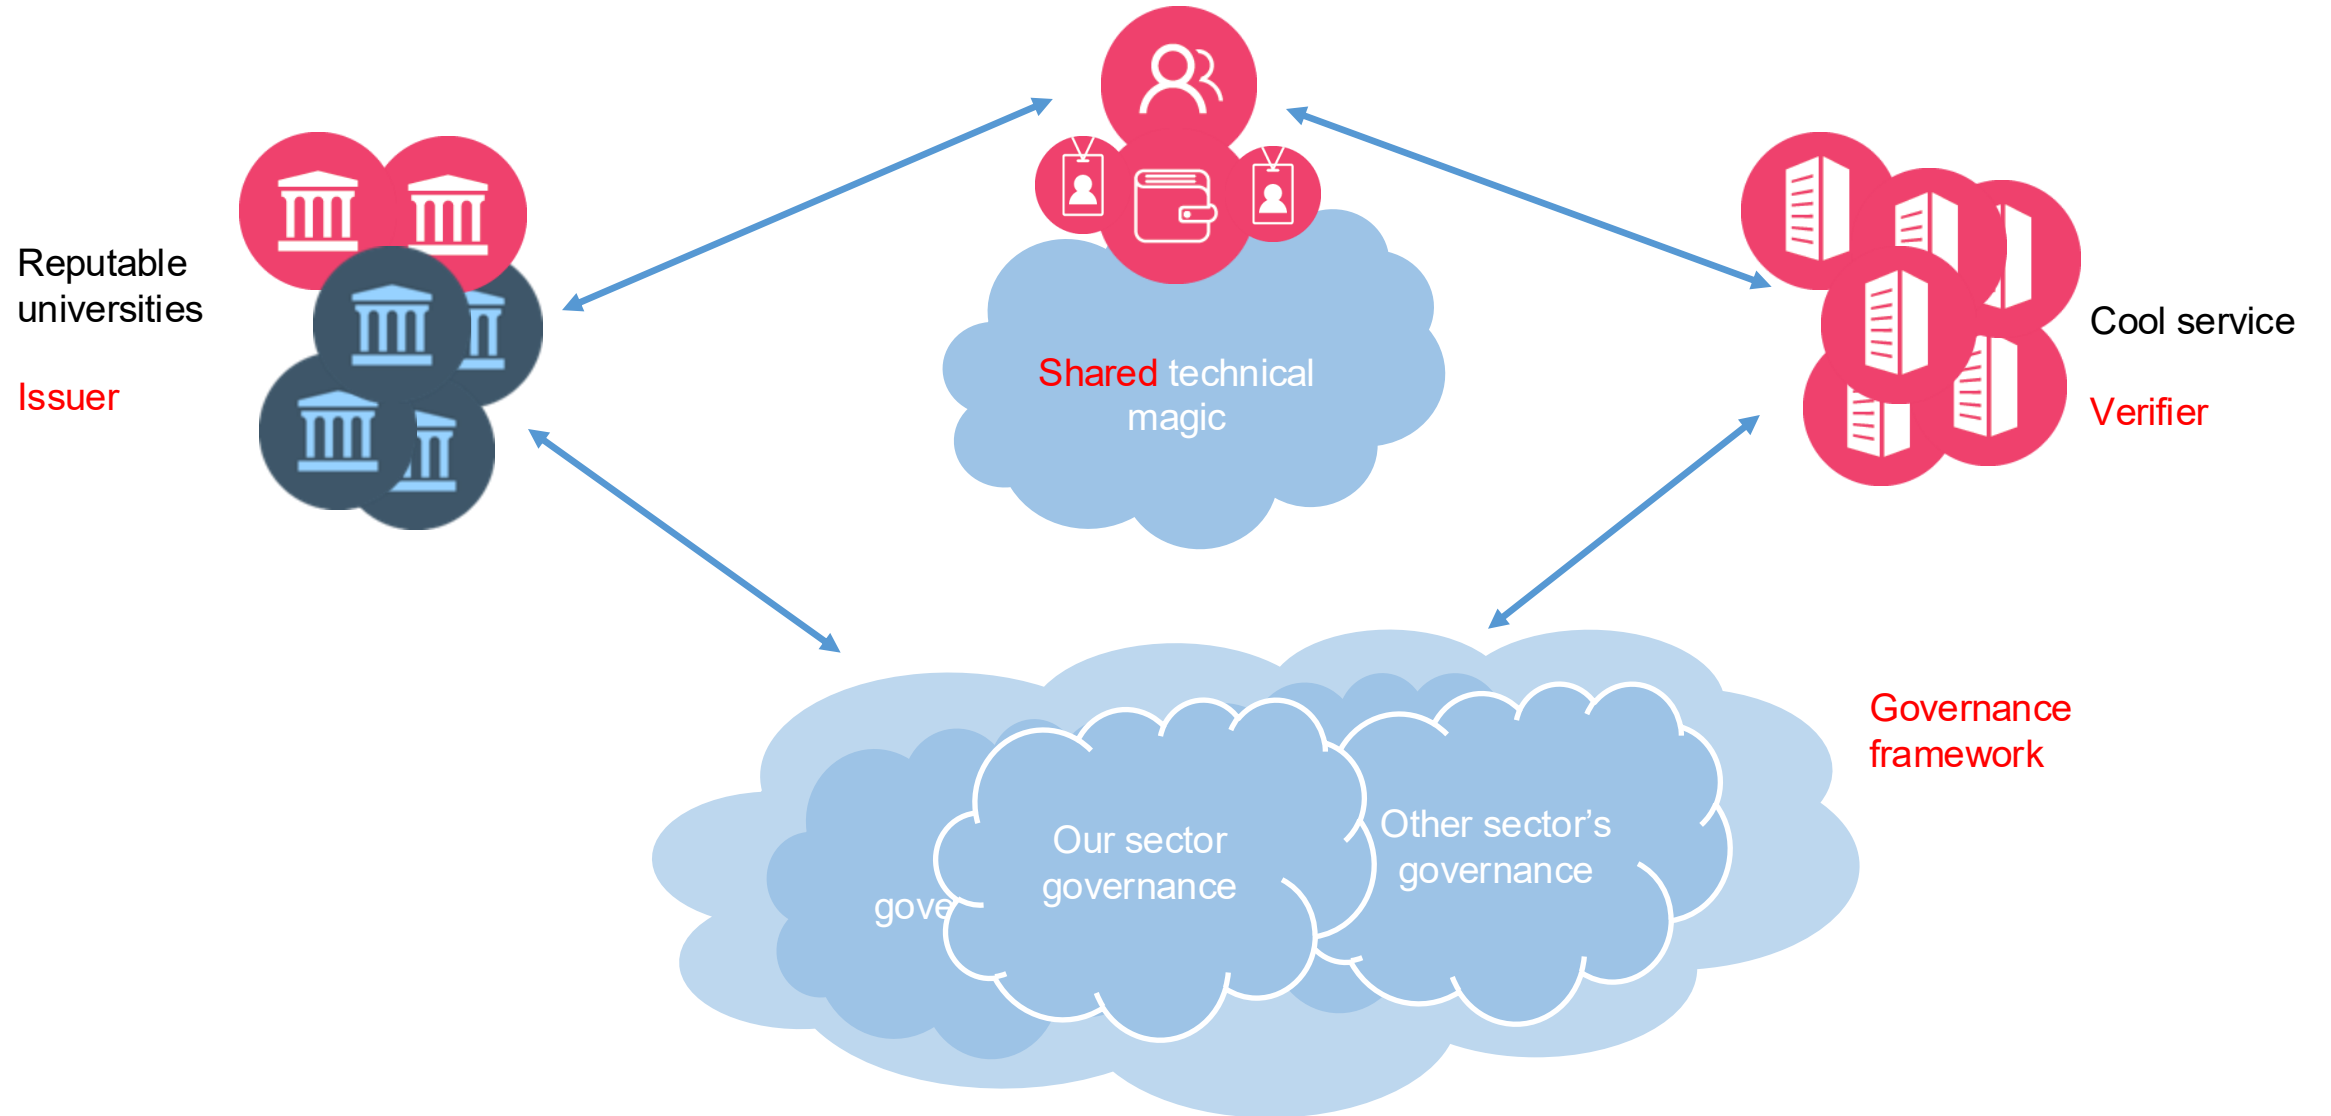 Reputable
universities
Issuer
Shared technical
magic
Cool service
Verifier
Governance
framework
Our sector
governance
Other sector’s
governance